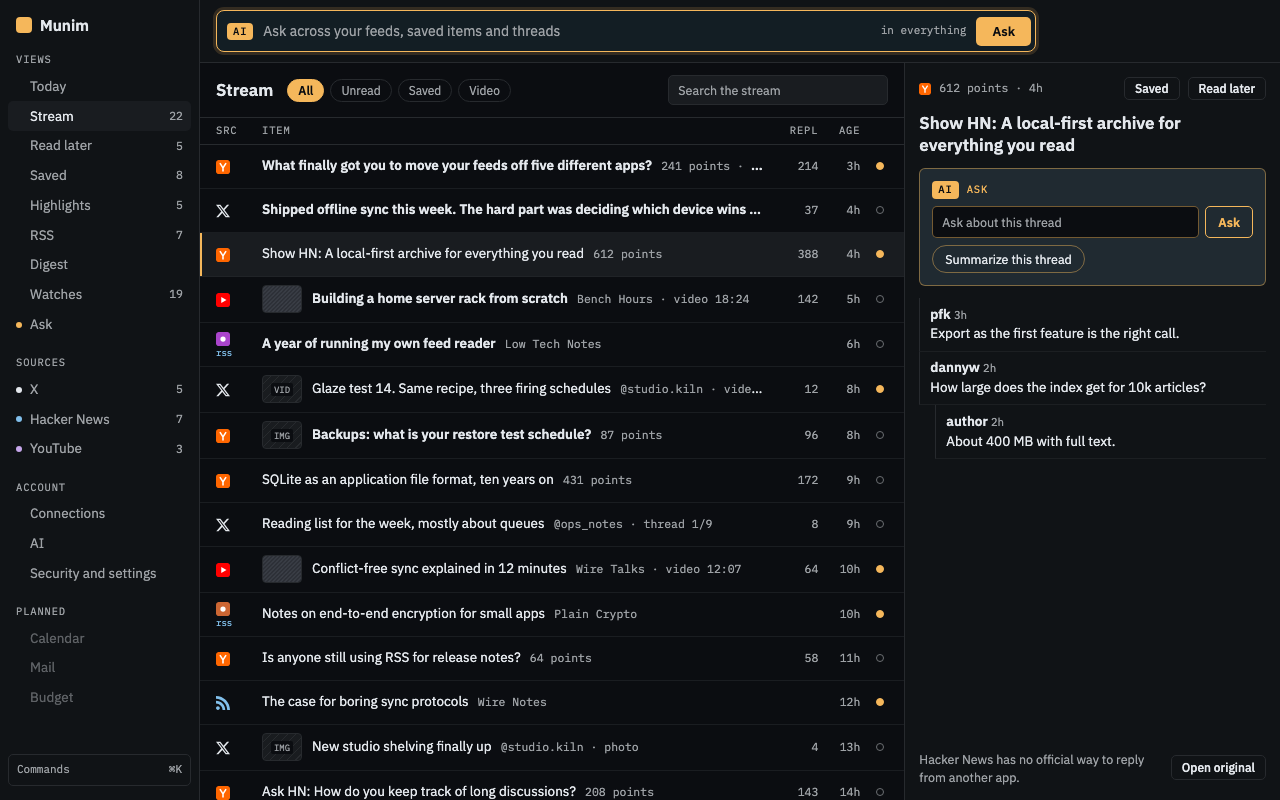 Munim
VIEWS
Today
Stream 22
Read later 5
Saved 8
Highlights 5
RSS 7
Digest
Watches 19
Ask
SOURCES
X 5
Hacker News 7
YouTube 3
ACCOUNT
Connections
AI
Security and settings
PLANNED
Calendar
Mail
Budget
Commands ⌘K
AI Ask across your feeds, saved items and threads in everything Ask
Stream All Unread Saved Video Search the stream
SRC ITEM REPL AGE
What finally got you to move your feeds off five different apps? 241 points · … 214 3h
Shipped offline sync this week. The hard part was deciding which device wins … 37 4h
Show HN: A local-first archive for everything you read 612 points 388 4h
Building a home server rack from scratch Bench Hours · video 18:24 142 5h
rss A year of running my own feed reader Low Tech Notes 6h
VID Glaze test 14. Same recipe, three firing schedules @studio.kiln · vide… 12 8h
IMG Backups: what is your restore test schedule? 87 points 96 8h
SQLite as an application file format, ten years on 431 points 172 9h
Reading list for the week, mostly about queues @ops_notes · thread 1/9 8 9h
Conflict-free sync explained in 12 minutes Wire Talks · video 12:07 64 10h
rss Notes on end-to-end encryption for small apps Plain Crypto 10h
Is anyone still using RSS for release notes? 64 points 58 11h
The case for boring sync protocols Wire Notes 12h
IMG New studio shelving finally up @studio.kiln · photo 4 13h
Ask HN: How do you keep track of long discussions? 208 points 143 14h
612 points · 4h Saved Read later
Show HN: A local-first archive for
everything you read
AI ASK
Ask about this thread Ask
Summarize this thread
pfk 3h
Export as the first feature is the right call.
dannyw 2h
How large does the index get for 10k articles?
author 2h
About 400 MB with full text.
Hacker News has no official way to reply
from another app.
Open original